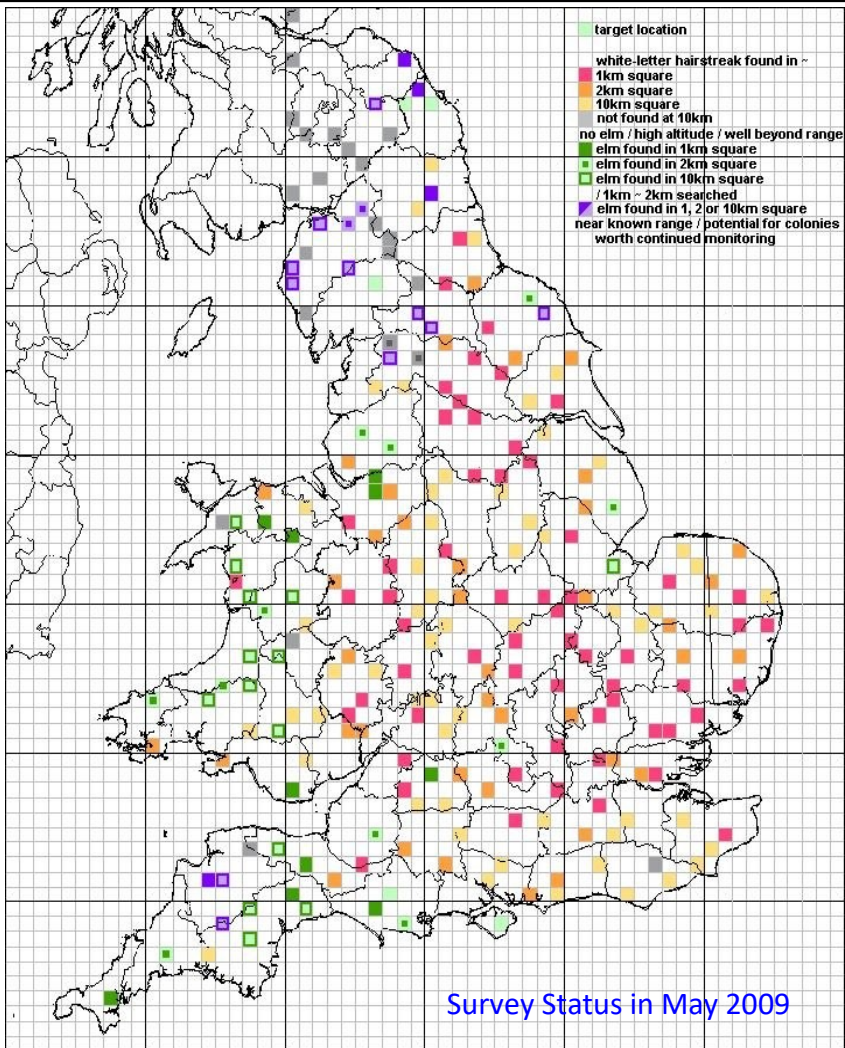 target location
white-letter hairstreak found in ~
1km square
2km square
10km square
not found at 10km
no elm / high altitude / well beyond range
elm found in 1km square
elm found in 2km square
elm found in 10km square
/ 1km ~ 2km searched
elm found in 1, 2 or 10km square
near known range / potential for colonies
worth continued monitoring
Survey Status in May 2009